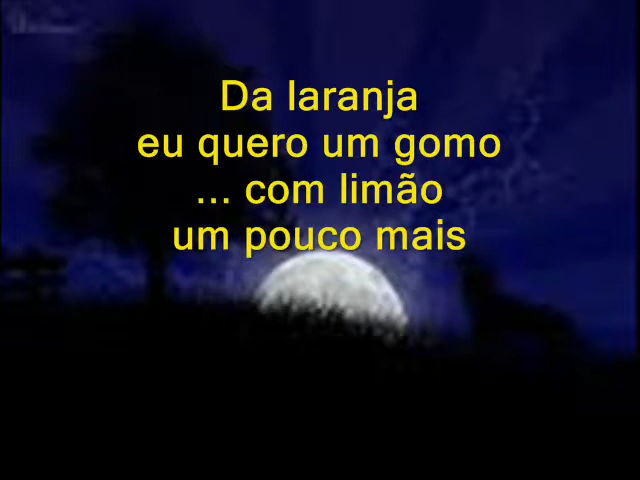 Da laranja
eu quero um gomo
... com limão
um pouco mais